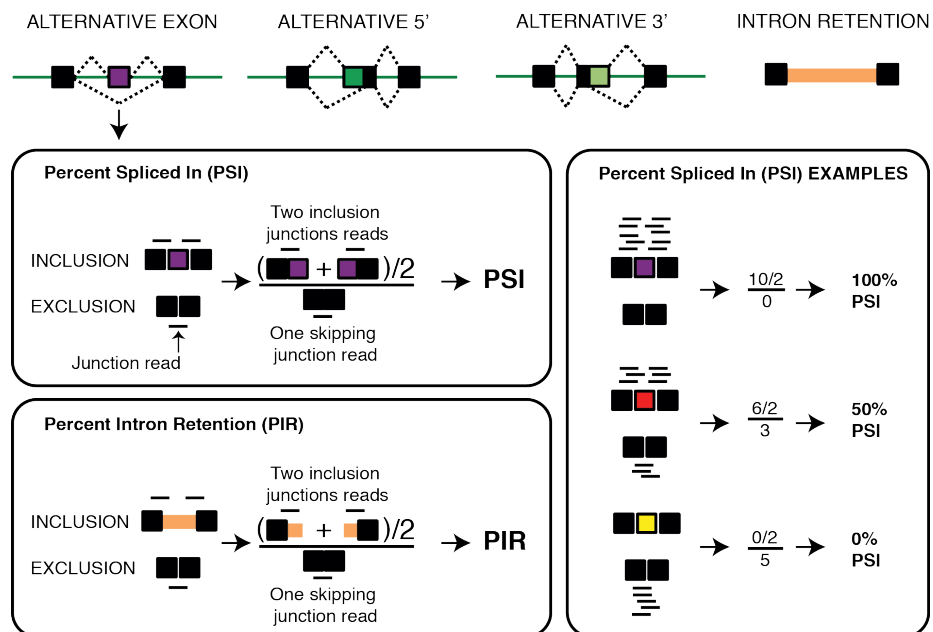 ALTERNATIVE EXON
ALTERNATIVE 5’
ALTERNATIVE 3’
INTRON RETENTION
Percent Spliced In (PSI)
Two inclusion
junctions reads
INCLUSION
( + )/2
PSI
EXCLUSION
One skipping
junction read
Junction read
Percent Intron Retention (PIR)
Two inclusion
junctions reads
INCLUSION
( + )/2
PIR
EXCLUSION
One skipping
junction read
Percent Spliced In (PSI) EXAMPLES
10/2
0
100%
PSI
6/2
3
50%
PSI
0/2
5
0%
PSI